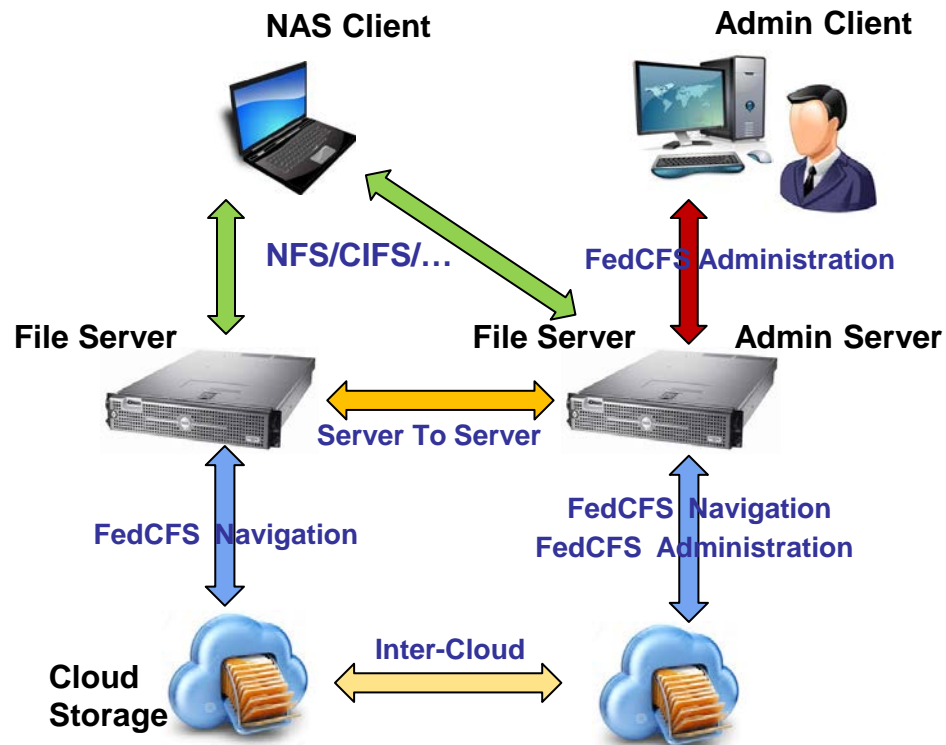 NAS Client
Admin Client
NFS/CIFS/…
FedCFS Administration
File Server
File Server
Admin Server
Server To Server
FedCFS Navigation
FedCFS Navigation
FedCFS Administration
Inter-Cloud
Cloud
Storage